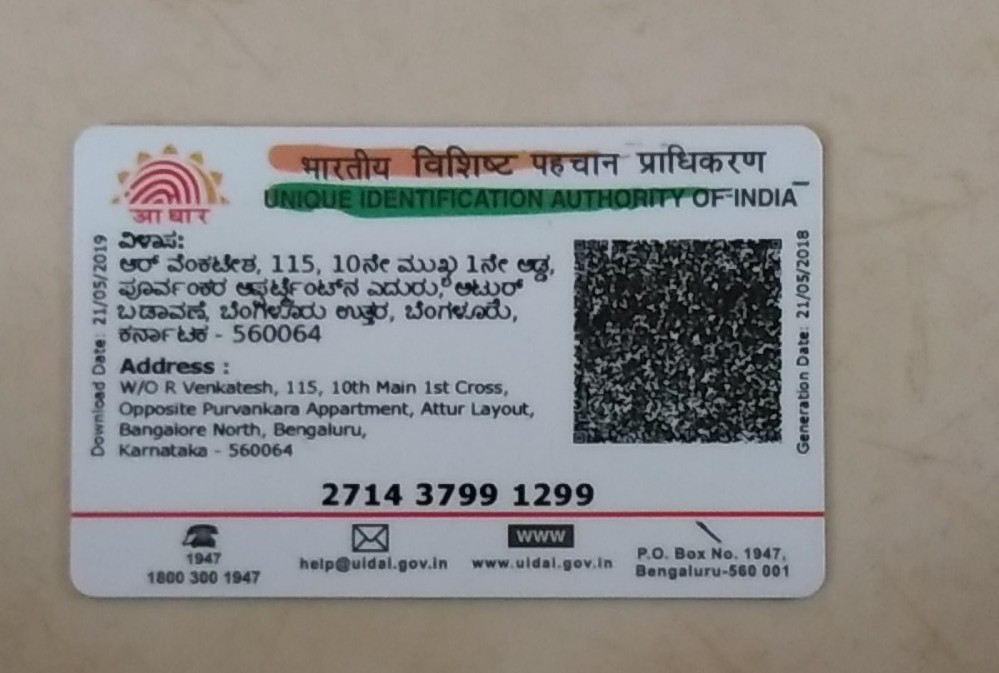 भारतीय विशिष्ट पहचान प्राधिकरण
UNIQUE IDENTIFICATION AUTHORITY OF INDIA
आधार
ವಿಳಾಸ:
ಆರ್ ವೆಂಕಟೇಶ, 115, 10ನೇ ಮುಖ್ಯ 1ನೇ ಅಡ್ಡ,
ಪೂರ್ವಂಕರ ಆಪ್ಪರ್ಟ್ಮೆಂಟ್‌ನ ಎದುರು, ಅಟುರ್
ಬಡಾವಣೆ, ಬೆಂಗಳೂರು ಉತ್ತರ, ಬೆಂಗಳೂರು,
ಕರ್ನಾಟಕ - 560064
Address :
W/O R Venkatesh, 115, 10th Main 1st Cross,
Opposite Purvankara Appartment, Attur Layout,
Bangalore North, Bengaluru,
Karnataka - 560064
Download Date: 21/05/2019
Generation Date: 21/05/2018
2714 3799 1299
1947
1800 300 1947
help@uidai.gov.in
www
www.uidai.gov.in
P.O. Box No. 1947,
Bengaluru-560 001